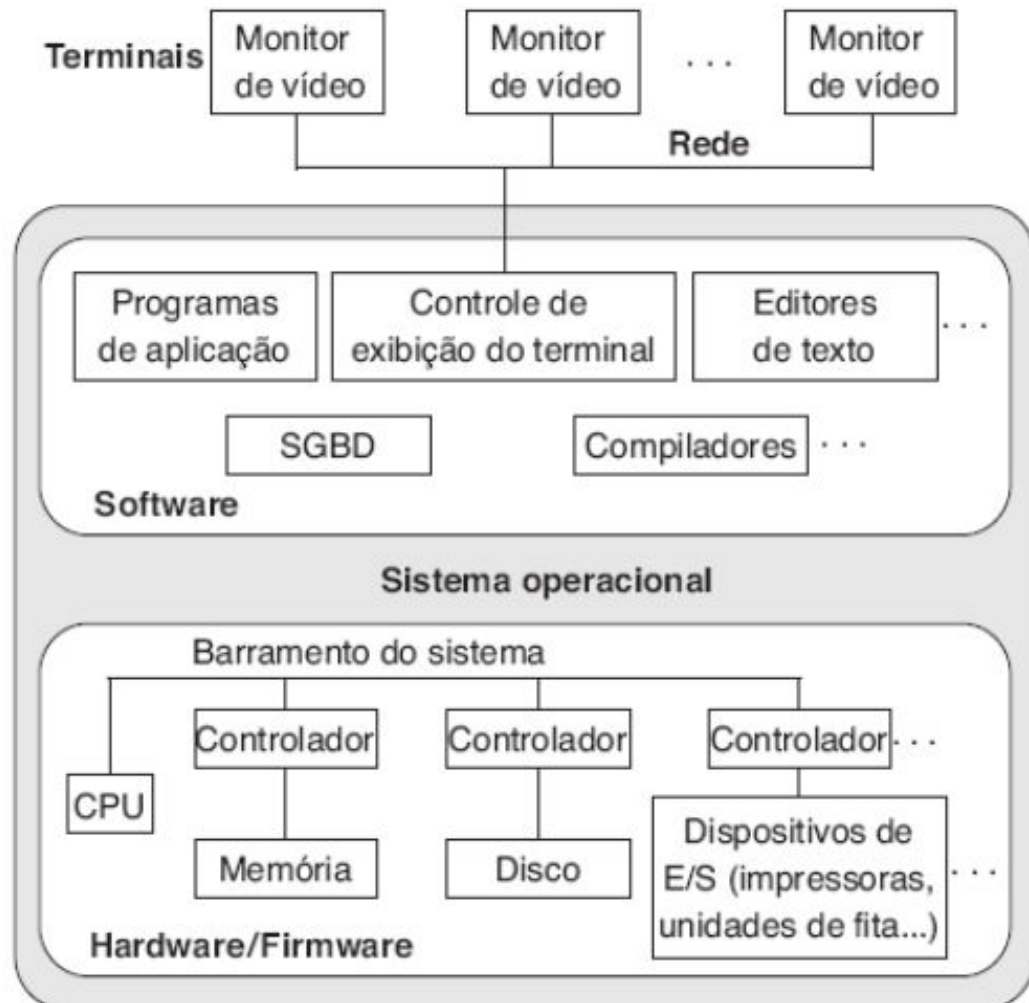 Terminais
Monitor
de vídeo
Monitor
de vídeo
. . .
Monitor
de vídeo
Rede
Programas
de aplicação
Controle de
exibição do terminal
Editores
de texto
. . .
SGBD
Compiladores
. . .
Software
Sistema operacional
Barramento do sistema
Controlador
Controlador
Controlador
. . .
CPU
Memória
Disco
Dispositivos de
E/S (impressoras,
unidades de fita...)
. . .
Hardware/Firmware